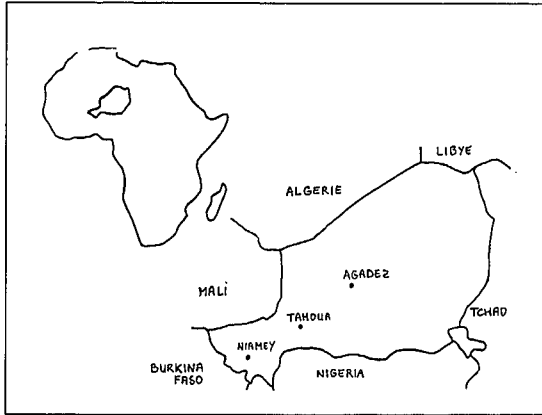 LIBYE
ALGERIE
AGADEZ
MALI
TCHAD
TAHOUA
NIAMEY
BURKINA
FASO
NIGERIA